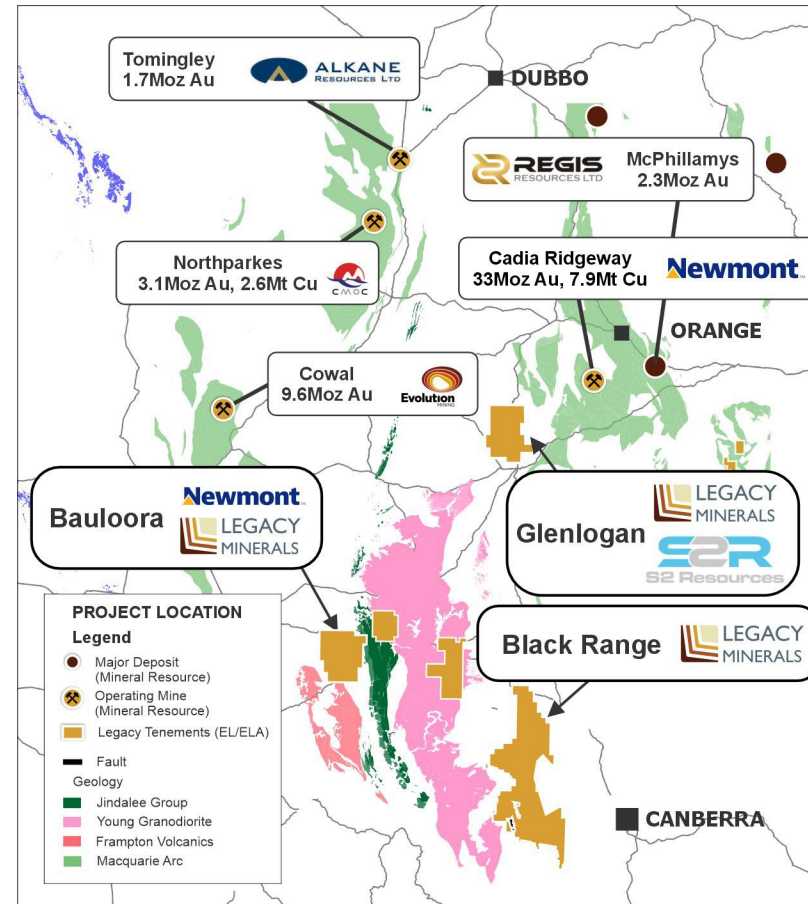 Tomingley
1.7Moz Au
ALKANE
RESOURCES LTD
DUBBO
REGIS
RESOURCES LTD
McPhillamys
2.3Moz Au
Northparkes
3.1Moz Au, 2.6Mt Cu
CMOC
Cadia Ridgeway
33Moz Au, 7.9Mt Cu
Newmont™
ORANGE
Cowal
9.6Moz Au
Evolution
MINING
Bauloora
Newmont™
LEGACY
MINERALS
Glenlogan
LEGACY
MINERALS
S2R
S2 Resources
Black Range
LEGACY
MINERALS
CANBERRA
PROJECT LOCATION
Legend
Major Deposit
(Mineral Resource)
Operating Mine
(Mineral Resource)
Legacy Tenements (EL/ELA)
Fault
Geology
Jindalee Group
Young Granodiorite
Frampton Volcanics
Macquarie Arc